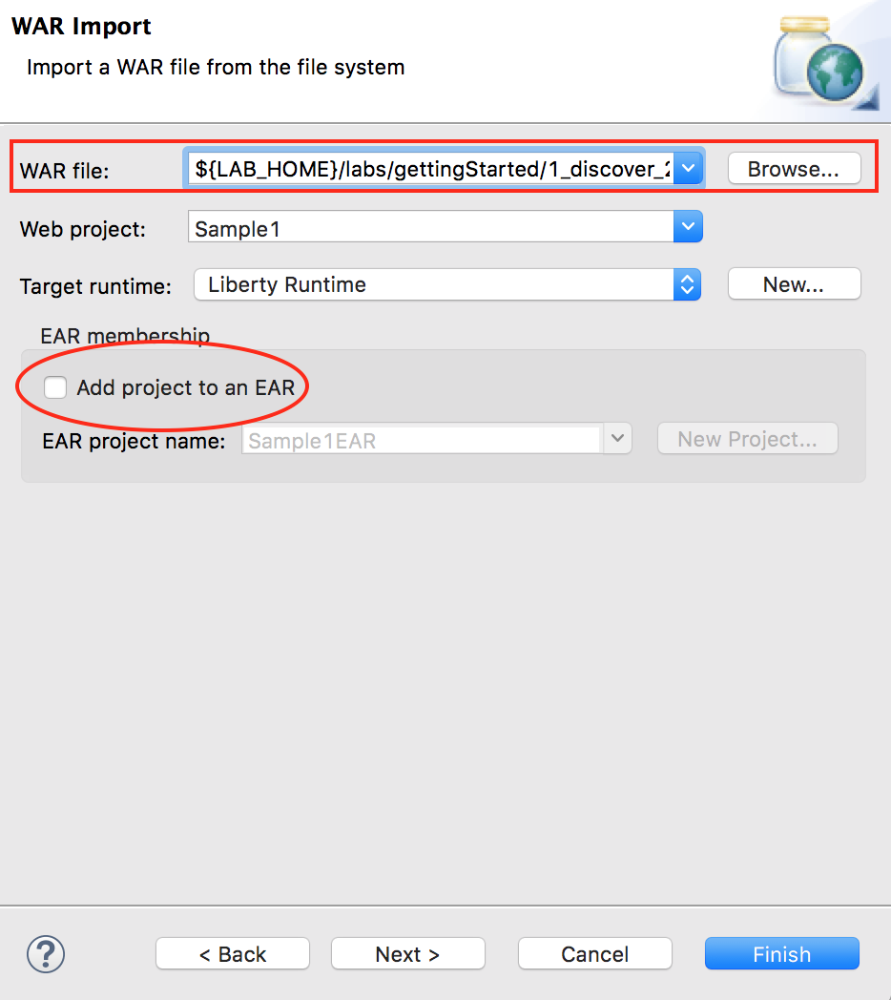 WAR Import
Import a WAR file from the file system
WAR file: ${LAB_HOME}/labs/gettingStarted/1_discover_2 Browse...
Web project: Sample1
Target runtime: Liberty Runtime New...
EAR membership
Add project to an EAR
EAR project name: Sample1EAR New Project...
? < Back Next > Cancel Finish